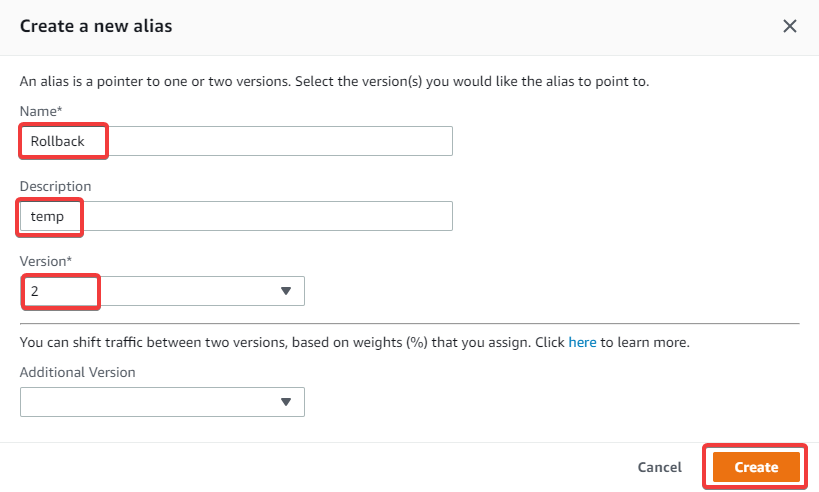 Create a new alias
An alias is a pointer to one or two versions. Select the version(s) you would like the alias to point to.
Name*
Rollback
Description
temp
Version*
2
You can shift traffic between two versions, based on weights (%) that you assign. Click here to learn more.
Additional Version
Cancel Create